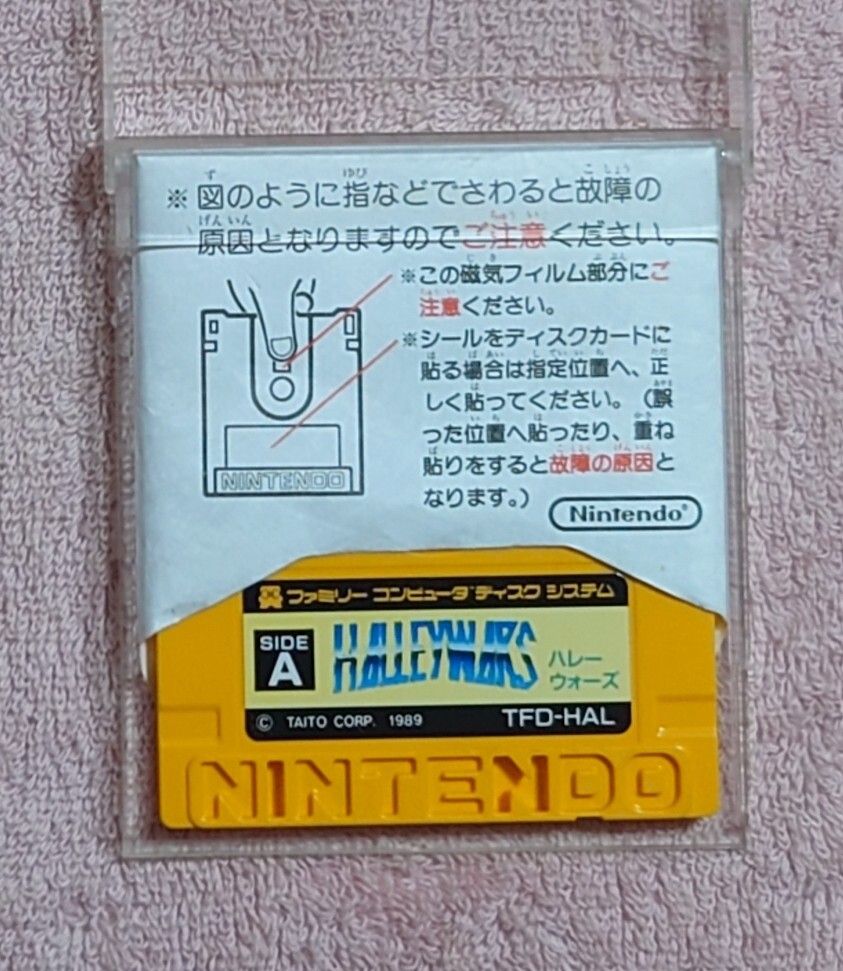 ※図のように指などでさわると故障の
原因となりますのでご注意ください。
※この磁気フィルム部分にご
注意ください。
※シールをディスクカードに
貼る場合は指定位置へ、正
しく貼ってください。(誤
った位置へ貼ったり、重ね
貼りをすると故障の原因と
なります。)
NINTENDO
Nintendo®
ファミリー コンピュータ ディスク システム
SIDE
A
HALLEY WARS
ハレー
ウォーズ
© TAITO CORP. 1989
TFD-HAL
NINTENDO